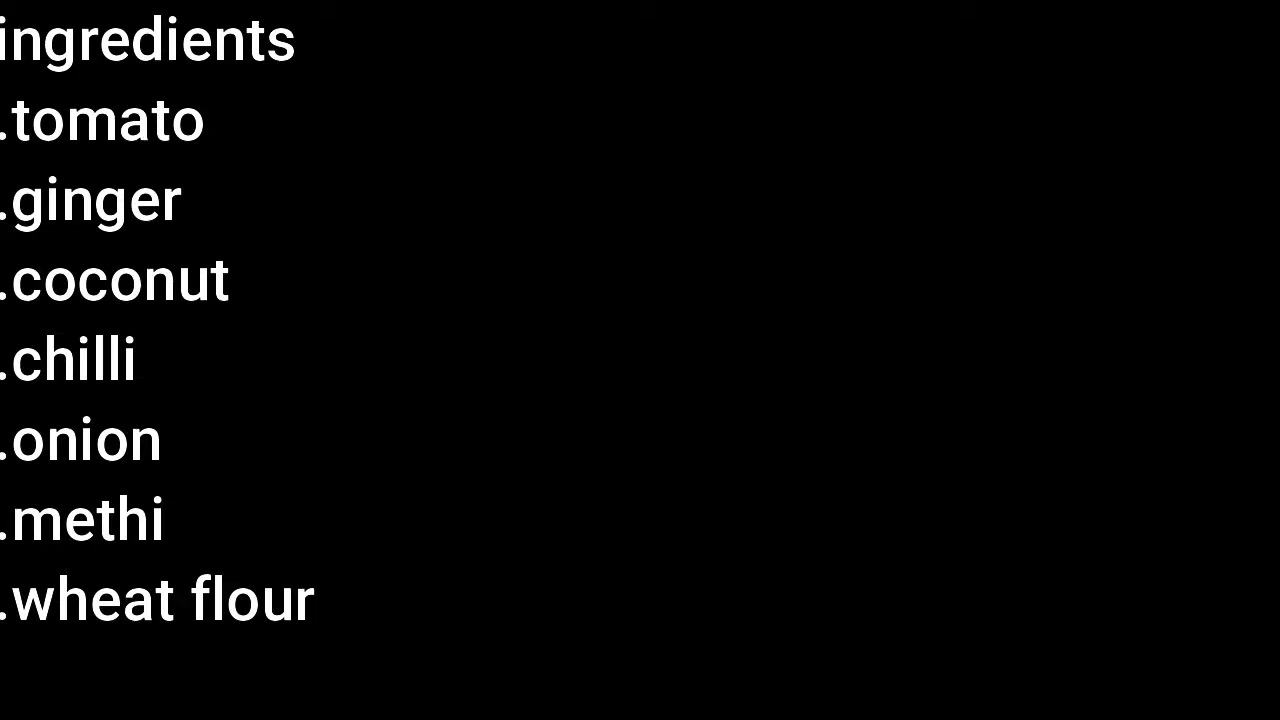 ingredients
.tomato
.ginger
.coconut
.chilli
.onion
.methi
.wheat flour